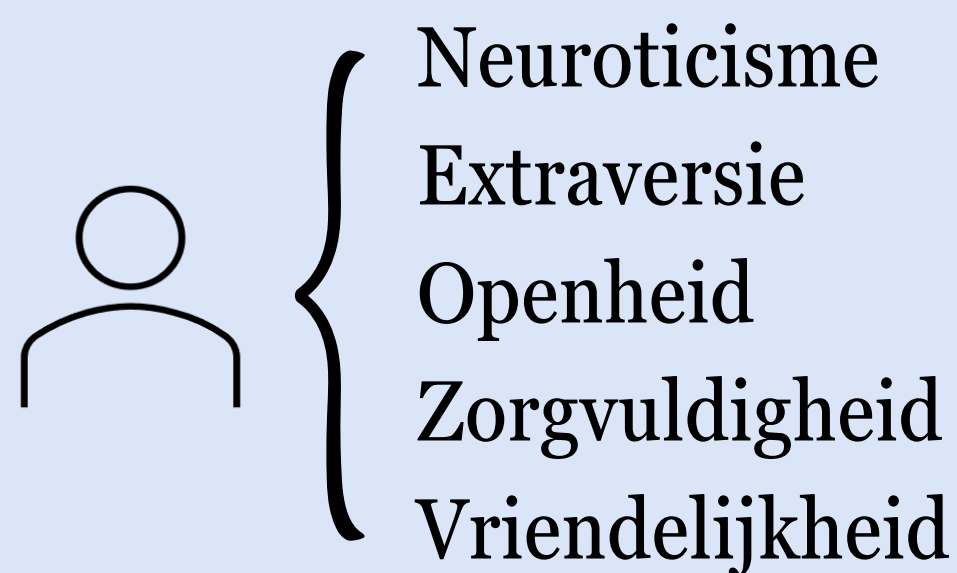 Neuroticisme
Extraversie
Openheid
Zorgvuldigheid
Vriendelijkheid